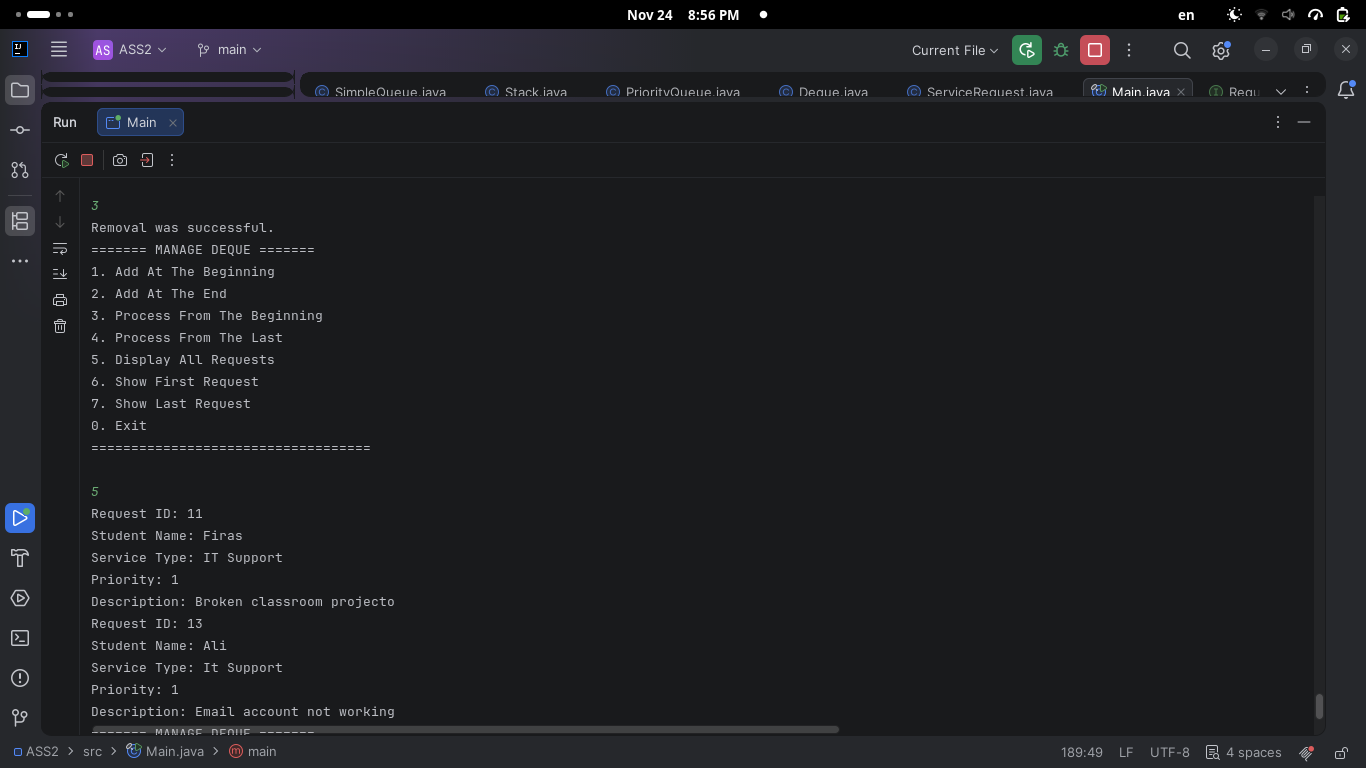 Nov 24 8:56 PM
en
AS ASS2 main Current File
SimpleQueue.java Stack.java PriorityQueue.java Deque.java ServiceRequest.java Main.java Requ
Run Main
3
Removal was successful.
======= MANAGE DEQUE =======
1. Add At The Beginning
2. Add At The End
3. Process From The Beginning
4. Process From The Last
5. Display All Requests
6. Show First Request
7. Show Last Request
0. Exit
===================================
5
Request ID: 11
Student Name: Firas
Service Type: IT Support
Priority: 1
Description: Broken classroom projecto
Request ID: 13
Student Name: Ali
Service Type: It Support
Priority: 1
Description: Email account not working
======= MANAGE DEQUE =======
ASS2 > src > Main.java > main 189:49 LF UTF-8 4 spaces